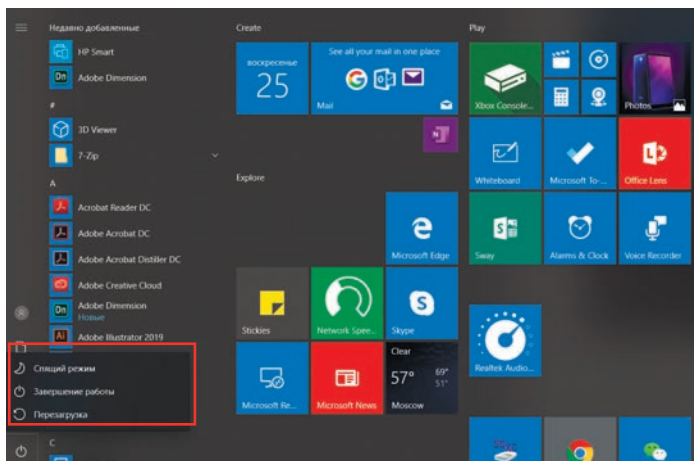 Недавно добавленные
HP Smart
Adobe Dimension
#
3D Viewer
7-Zip
A
Acrobat Reader DC
Adobe Acrobat DC
Adobe Acrobat Distiller DC
Adobe Creative Cloud
Adobe Dimension
Новые
Adobe Illustrator 2019
Спящий режим
Завершение работы
Перезагрузка
C
Create
воскресенье
25
See all your mail in one place
Mail
Explore
Microsoft Edge
Stickies
Network Spee...
Skype
Microsoft Re...
Microsoft News
Clear
57° 69°
51°
Moscow
Play
Xbox Console...
Photos
Whiteboard
Microsoft To-...
Office Lens
Sway
Alarms & Clock
Voice Recorder
Realtek Audio...